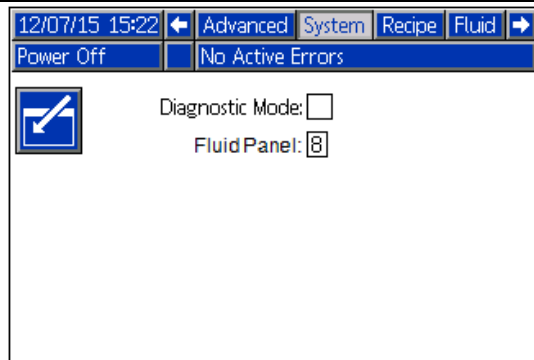 12/07/15 15:22 Advanced System Recipe Fluid
Power Off No Active Errors
Diagnostic Mode:
Fluid Panel: 8